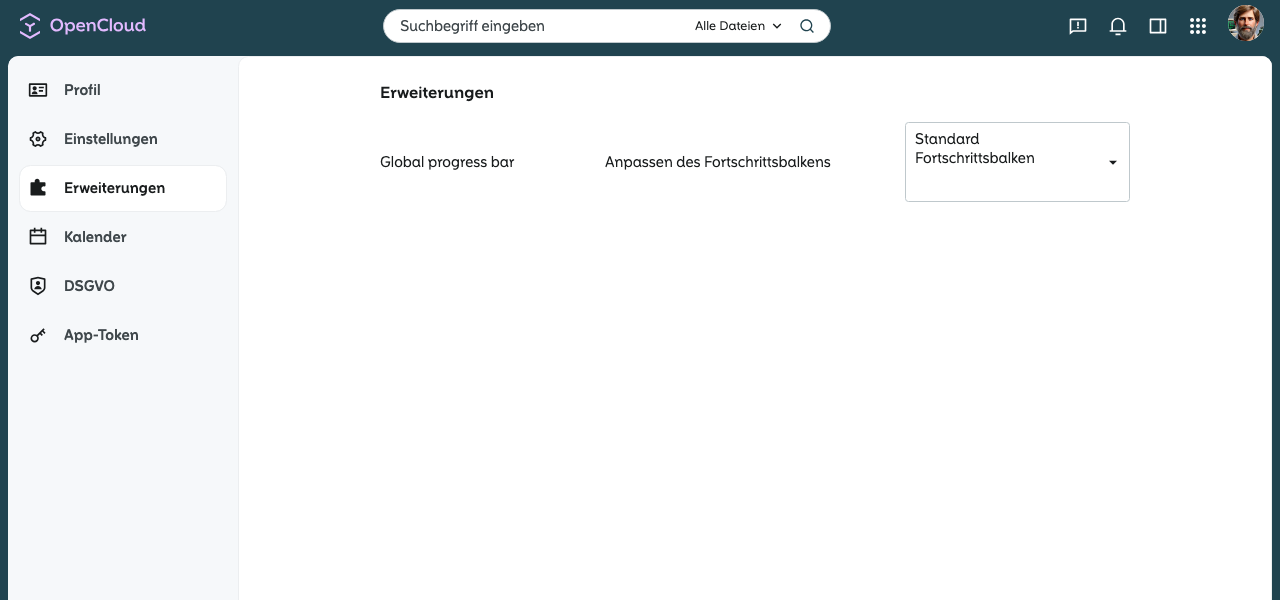 OpenCloud
Suchbegriff eingeben
Alle Dateien
Profil
Einstellungen
Erweiterungen
Kalender
DSGVO
App-Token
Erweiterungen
Global progress bar
Anpassen des Fortschrittsbalkens
Standard
Fortschrittsbalken